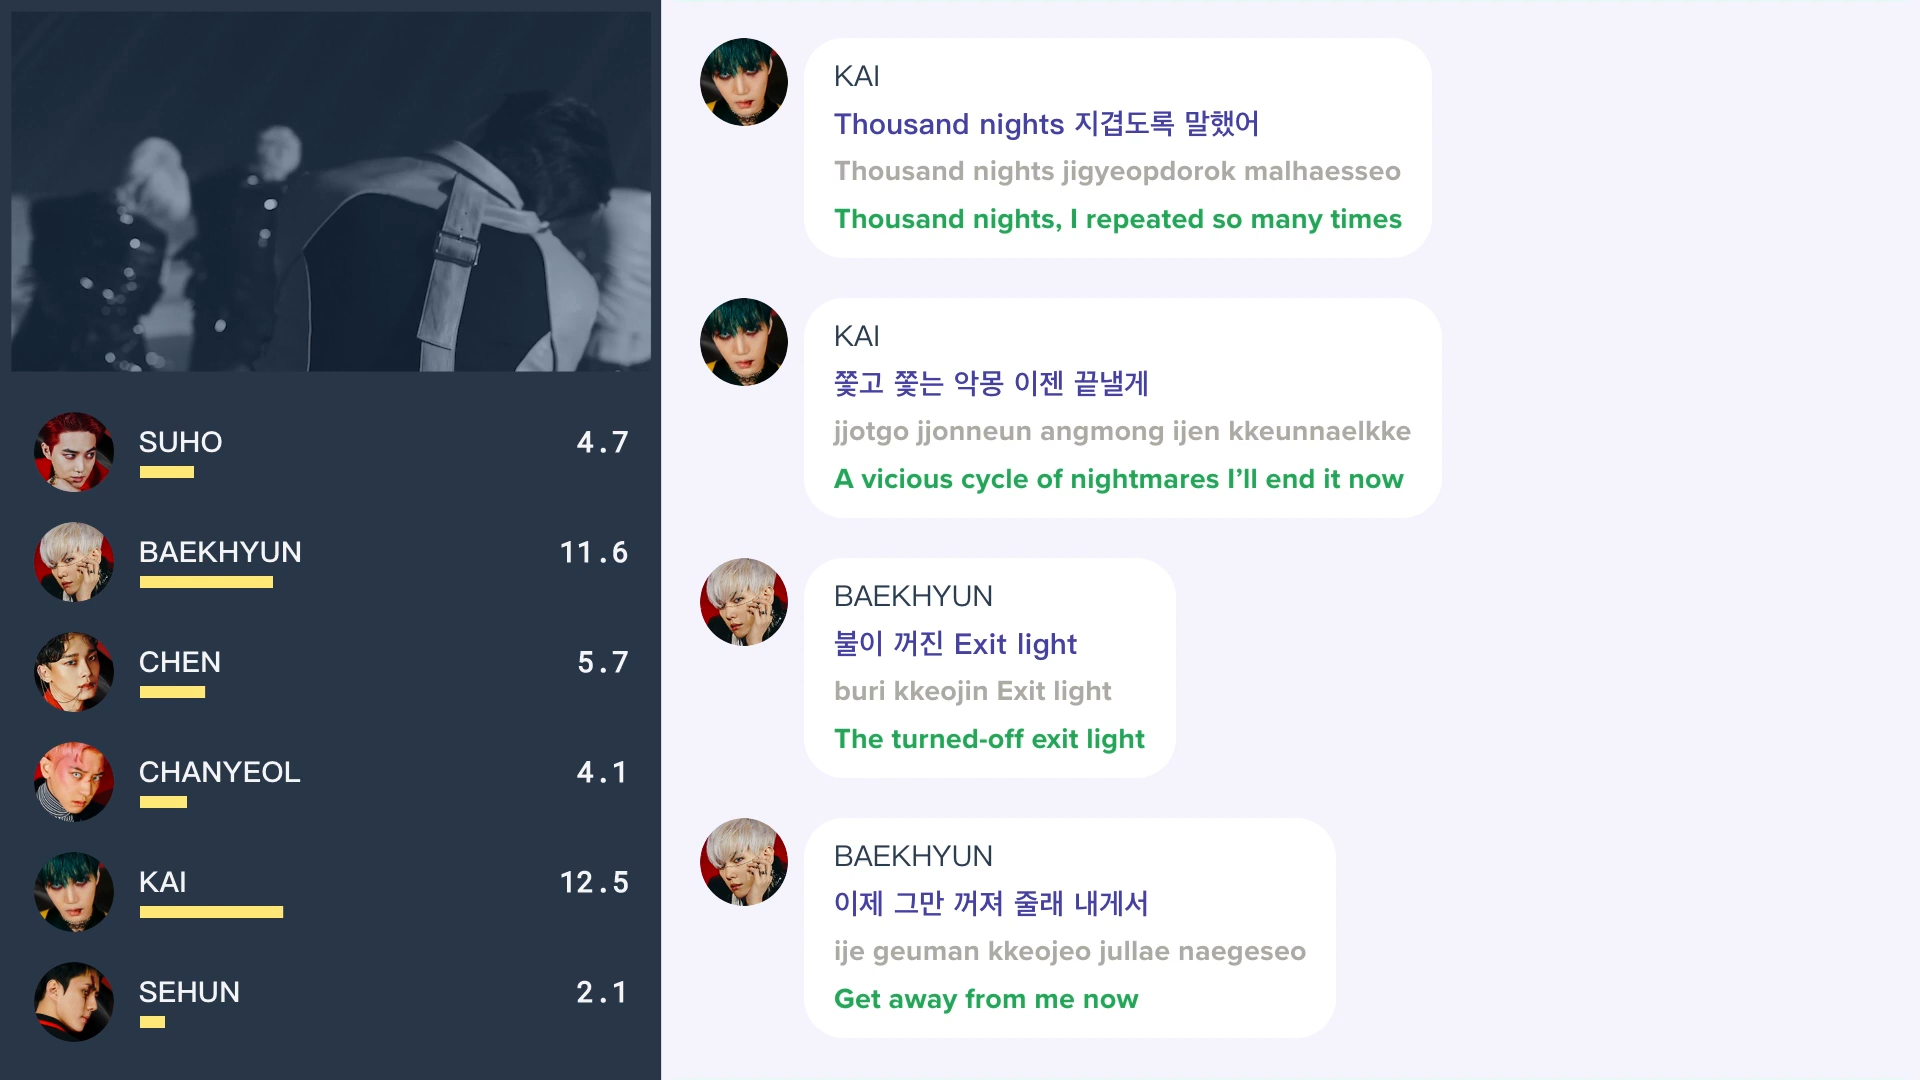 SUHO 4.7
BAEKHYUN 11.6
CHEN 5.7
CHANYEOL 4.1
KAI 12.5
SEHUN 2.1
KAI
Thousand nights 지겹도록 말했어
Thousand nights jigyeopdorok malhaesseo
Thousand nights, I repeated so many times
KAI
쫓고 쫓는 악몽 이젠 끝낼게
jjotgo jjonneun angmong ijen kkeunnaelkke
A vicious cycle of nightmares I’ll end it now
BAEKHYUN
불이 꺼진 Exit light
buri kkeojin Exit light
The turned-off exit light
BAEKHYUN
이제 그만 꺼져 줄래 내게서
ije geuman kkeojeo jullae naegeseo
Get away from me now